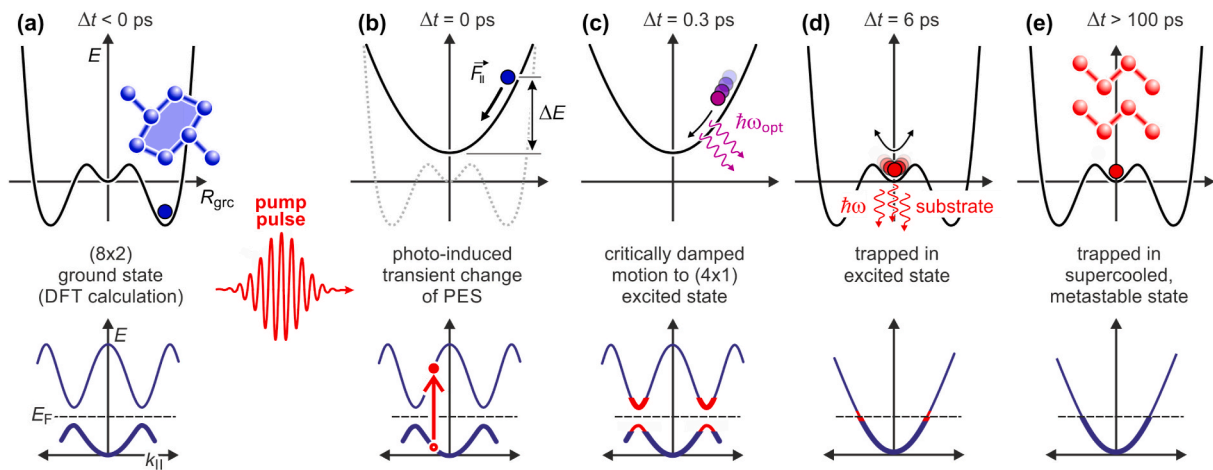 (a) Δt < 0 ps
E
R_grc
(8x2)
ground state
(DFT calculation)
E
E_F
k_||
pump
pulse
(b) Δt = 0 ps
F_||
ΔE
photo-induced
transient change
of PES
(c) Δt = 0.3 ps
ℏω_opt
critically damped
motion to (4x1)
excited state
(d) Δt = 6 ps
ℏω substrate
trapped in
excited state
(e) Δt > 100 ps
trapped in
supercooled,
metastable state